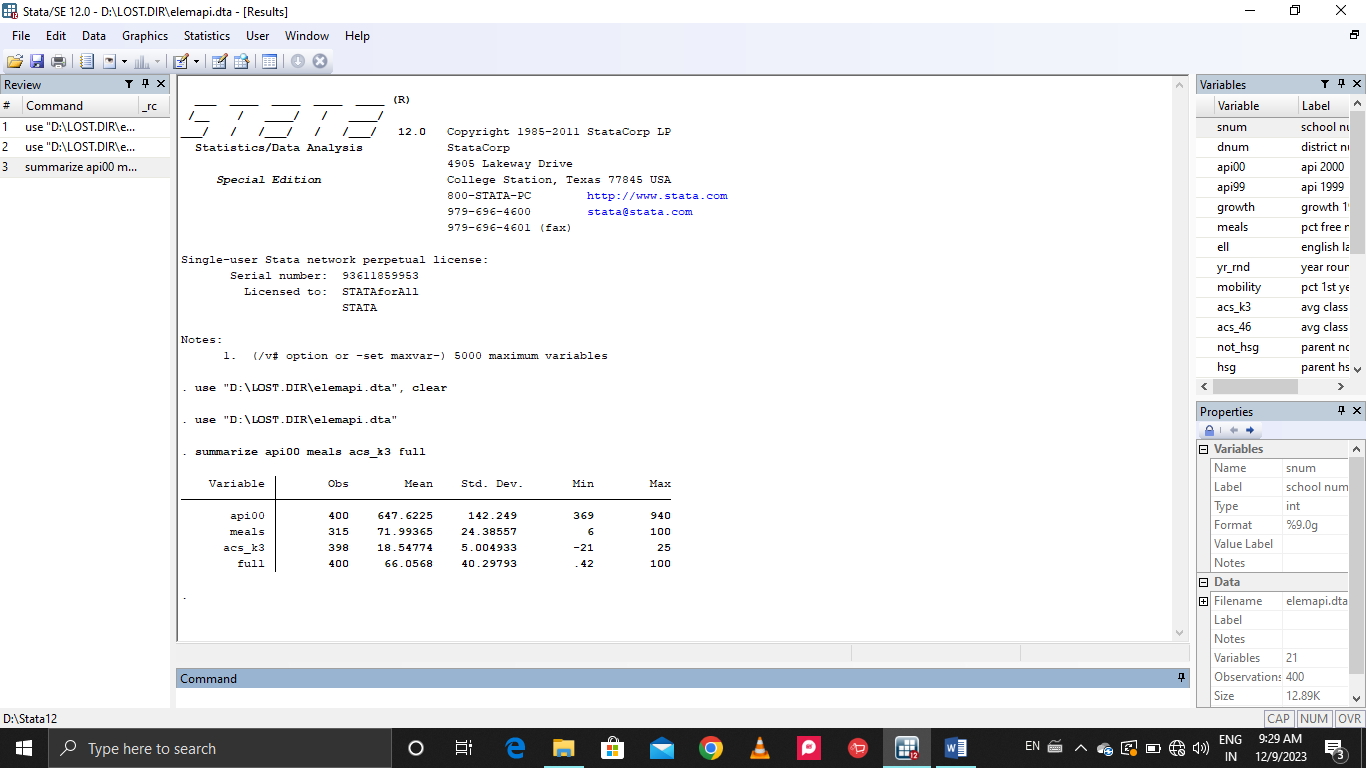 Stata/SE 12.0 - D:\LOST.DIR\elemapi.dta - [Results]
File Edit Data Graphics Statistics User Window Help
Review
# Command _rc
1 use "D:\LOST.DIR\e...
2 use "D:\LOST.DIR\e...
3 summarize api00 m...
(R)
12.0 Copyright 1985-2011 StataCorp LP
Statistics/Data Analysis StataCorp
4905 Lakeway Drive
Special Edition College Station, Texas 77845 USA
800-STATA-PC http://www.stata.com
979-696-4600 stata@stata.com
979-696-4601 (fax)
Single-user Stata network perpetual license:
Serial number: 93611859953
Licensed to: STATAforAll
STATA
Notes:
1. (/v# option or -set maxvar-) 5000 maximum variables
. use "D:\LOST.DIR\elemapi.dta", clear
. use "D:\LOST.DIR\elemapi.dta"
. summarize api00 meals acs_k3 full
Variable Obs Mean Std. Dev. Min Max
api00 400 647.6225 142.249 369 940
meals 315 71.99365 24.38557 6 100
acs_k3 398 18.54774 5.004933 -21 25
full 400 66.0568 40.29793 .42 100
.
Command
Variables
Variable Label
snum school nu
dnum district nu
api00 api 2000
api99 api 1999
growth growth 19
meals pct free m
ell english la
yr_rnd year roun
mobility pct 1st ye
acs_k3 avg class
acs_46 avg class
not_hsg parent no
hsg parent hs
Properties
Variables
Name snum
Label school num
Type int
Format %9.0g
Value Label
Notes
Data
Filename elemapi.dta
Label
Notes
Variables 21
Observations 400
Size 12.89K
D:\Stata12
CAP NUM OVR
Type here to search
EN
ENG
IN
9:29 AM
12/9/2023
3